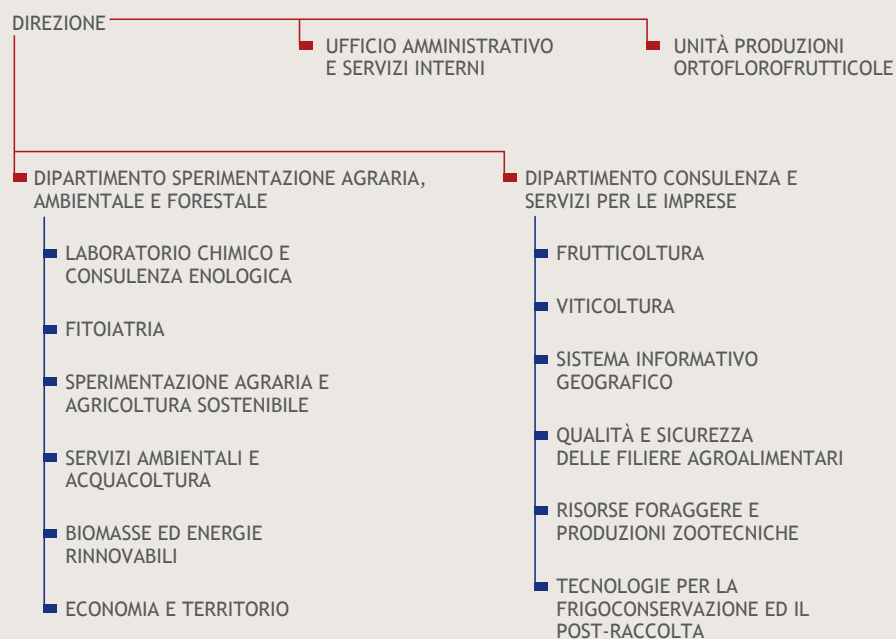 DIREZIONE
UFFICIO AMMINISTRATIVO
E SERVIZI INTERNI
UNITÀ PRODUZIONI
ORTOFLOROFRUTTICOLE
DIPARTIMENTO SPERIMENTAZIONE AGRARIA,
AMBIENTALE E FORESTALE
LABORATORIO CHIMICO E
CONSULENZA ENOLOGICA
FITOIATRIA
SPERIMENTAZIONE AGRARIA E
AGRICOLTURA SOSTENIBILE
SERVIZI AMBIENTALI E
ACQUACOLTURA
BIOMASSE ED ENERGIE
RINNOVABILI
ECONOMIA E TERRITORIO
DIPARTIMENTO CONSULENZA E
SERVIZI PER LE IMPRESE
FRUTTICOLTURA
VITICOLTURA
SISTEMA INFORMATIVO
GEOGRAFICO
QUALITÀ E SICUREZZA
DELLE FILIERE AGROALIMENTARI
RISORSE FORAGGERE E
PRODUZIONI ZOOTECNICHE
TECNOLOGIE PER LA
FRIGOCONSERVAZIONE ED IL
POST-RACCOLTA